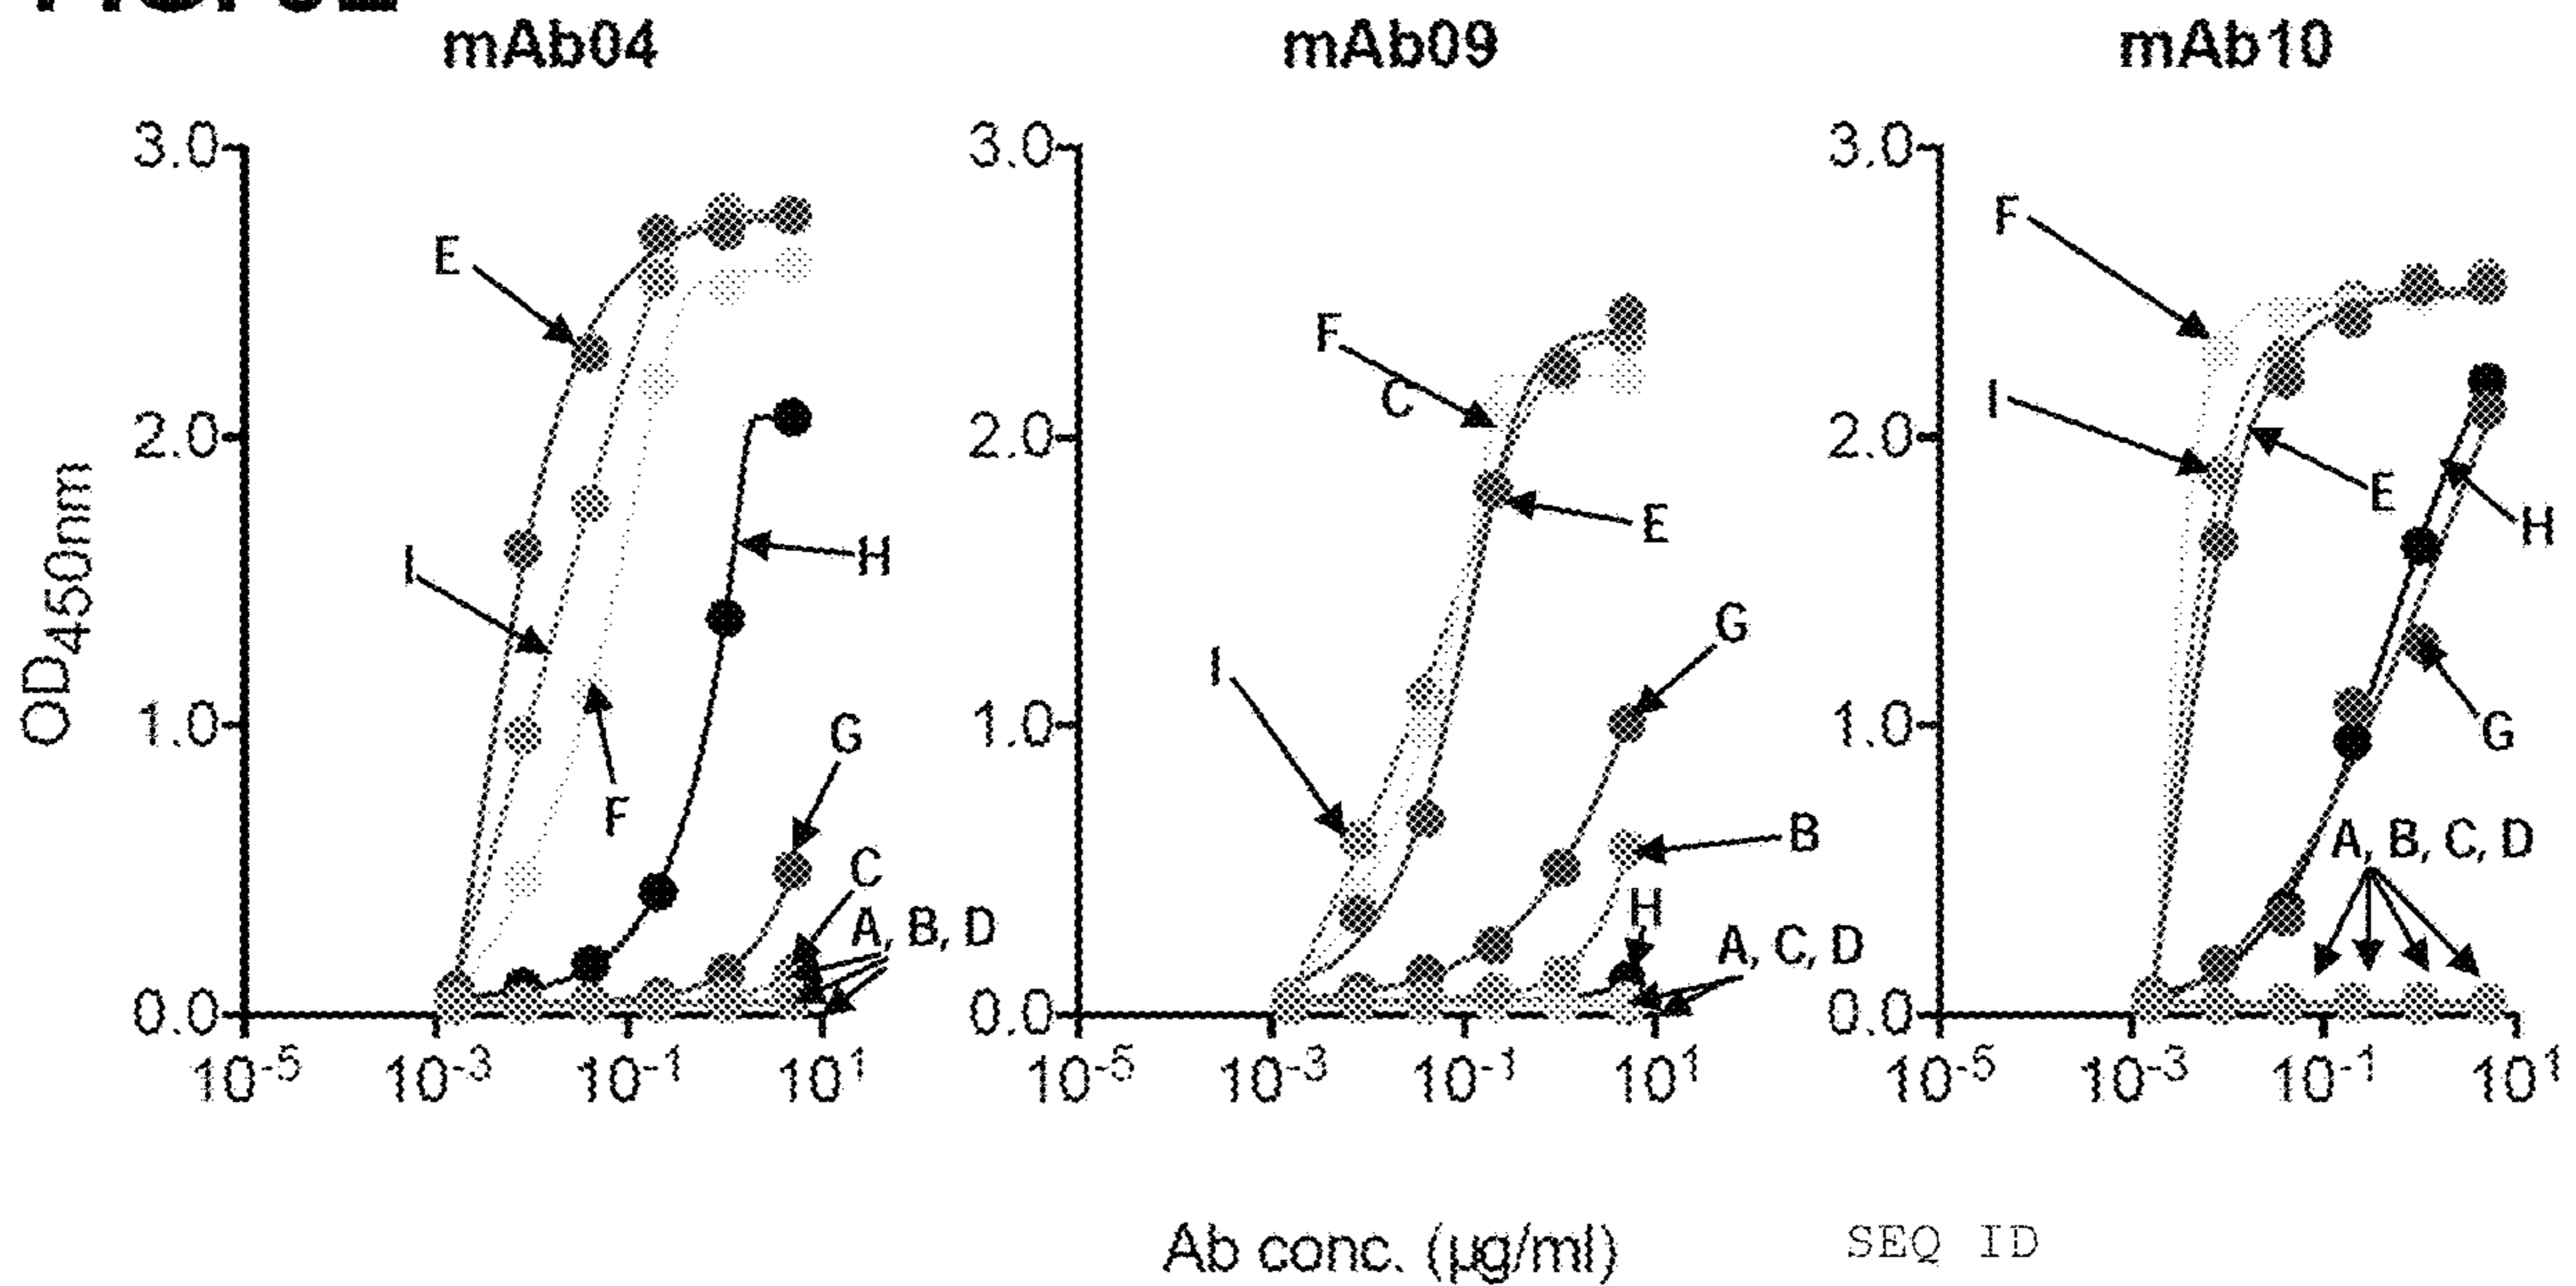 mAb04 mAb09 mAb10
3.0 3.0 3.0
F
E
F
I
C
2.0 2.0 2.0
E
E
H
I
H
OD450nm
G
I
1.0 1.0 1.0
G
G
F
B
A, B, C, D
C
H
A, B, D
A, C, D
0.0 0.0 0.0
10-5 10-3 10-1 101 10-5 10-3 10-1 101 10-5 10-3 10-1 101
Ab conc. (µg/ml) SEQ ID